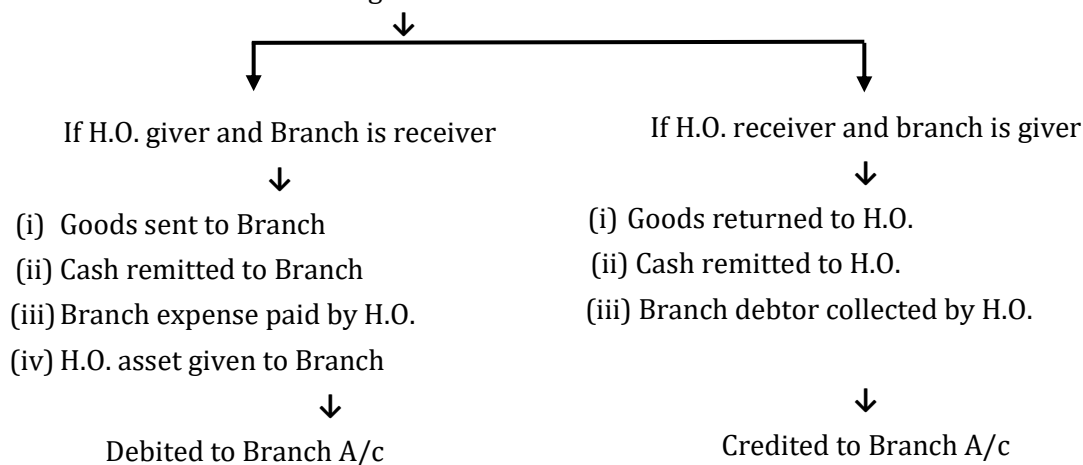 If H.O. giver and Branch is receiver
(i) Goods sent to Branch
(ii) Cash remitted to Branch
(iii) Branch expense paid by H.O.
(iv) H.O. asset given to Branch
Debited to Branch A/c
If H.O. receiver and branch is giver
(i) Goods returned to H.O.
(ii) Cash remitted to H.O.
(iii) Branch debtor collected by H.O.
Credited to Branch A/c